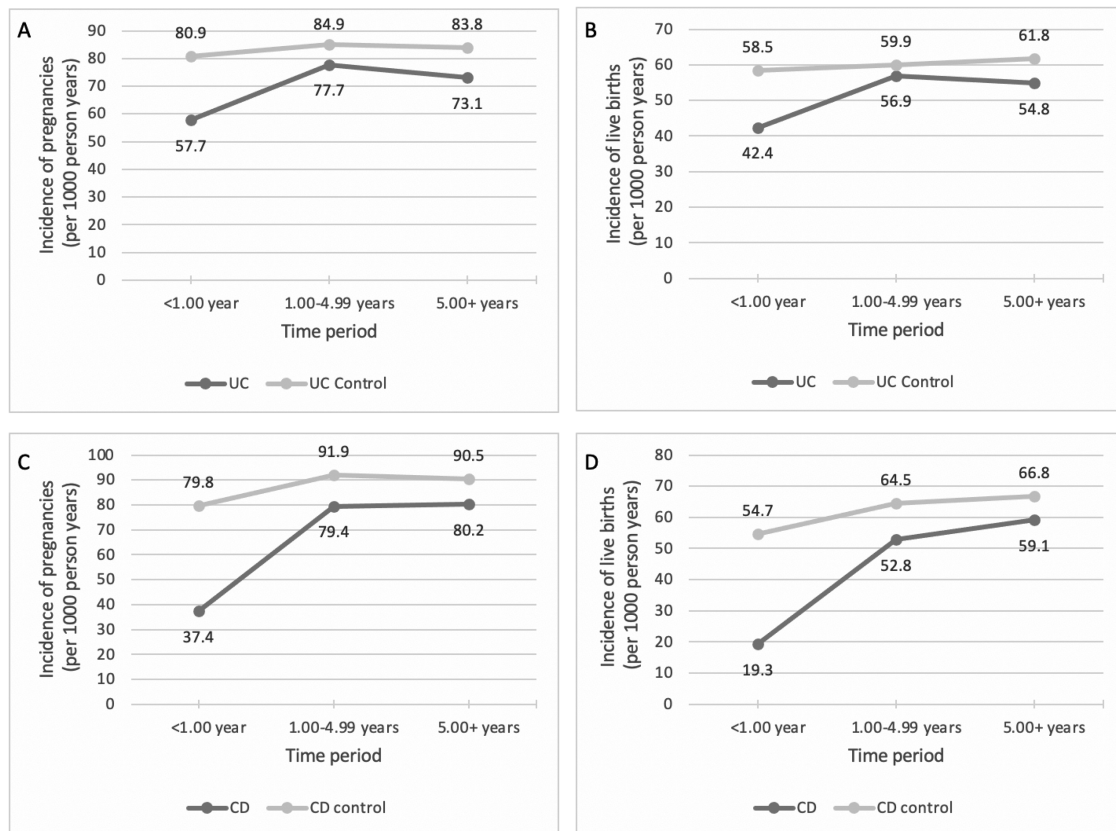 A
Incidence of pregnancies
(per 1000 person years)
90
80
70
60
50
40
30
20
10
0
80.9
84.9
83.8
57.7
77.7
73.1
<1.00 year
1.00-4.99 years
5.00+ years
Time period
UC
UC Control
B
Incidence of live births
(per 1000 person years)
70
60
50
40
30
20
10
0
58.5
59.9
61.8
42.4
56.9
54.8
<1.00 year
1.00-4.99 years
5.00+ years
Time period
UC
UC Control
C
Incidence of pregnancies
(per 1000 person years)
100
90
80
70
60
50
40
30
20
10
0
79.8
91.9
90.5
37.4
79.4
80.2
<1.00 year
1.00-4.99 years
5.00+ years
Time period
CD
CD control
D
Incidence of live births
(per 1000 person years)
80
70
60
50
40
30
20
10
0
54.7
64.5
66.8
19.3
52.8
59.1
<1.00 year
1.00-4.99 years
5.00+ years
Time period
CD
CD control